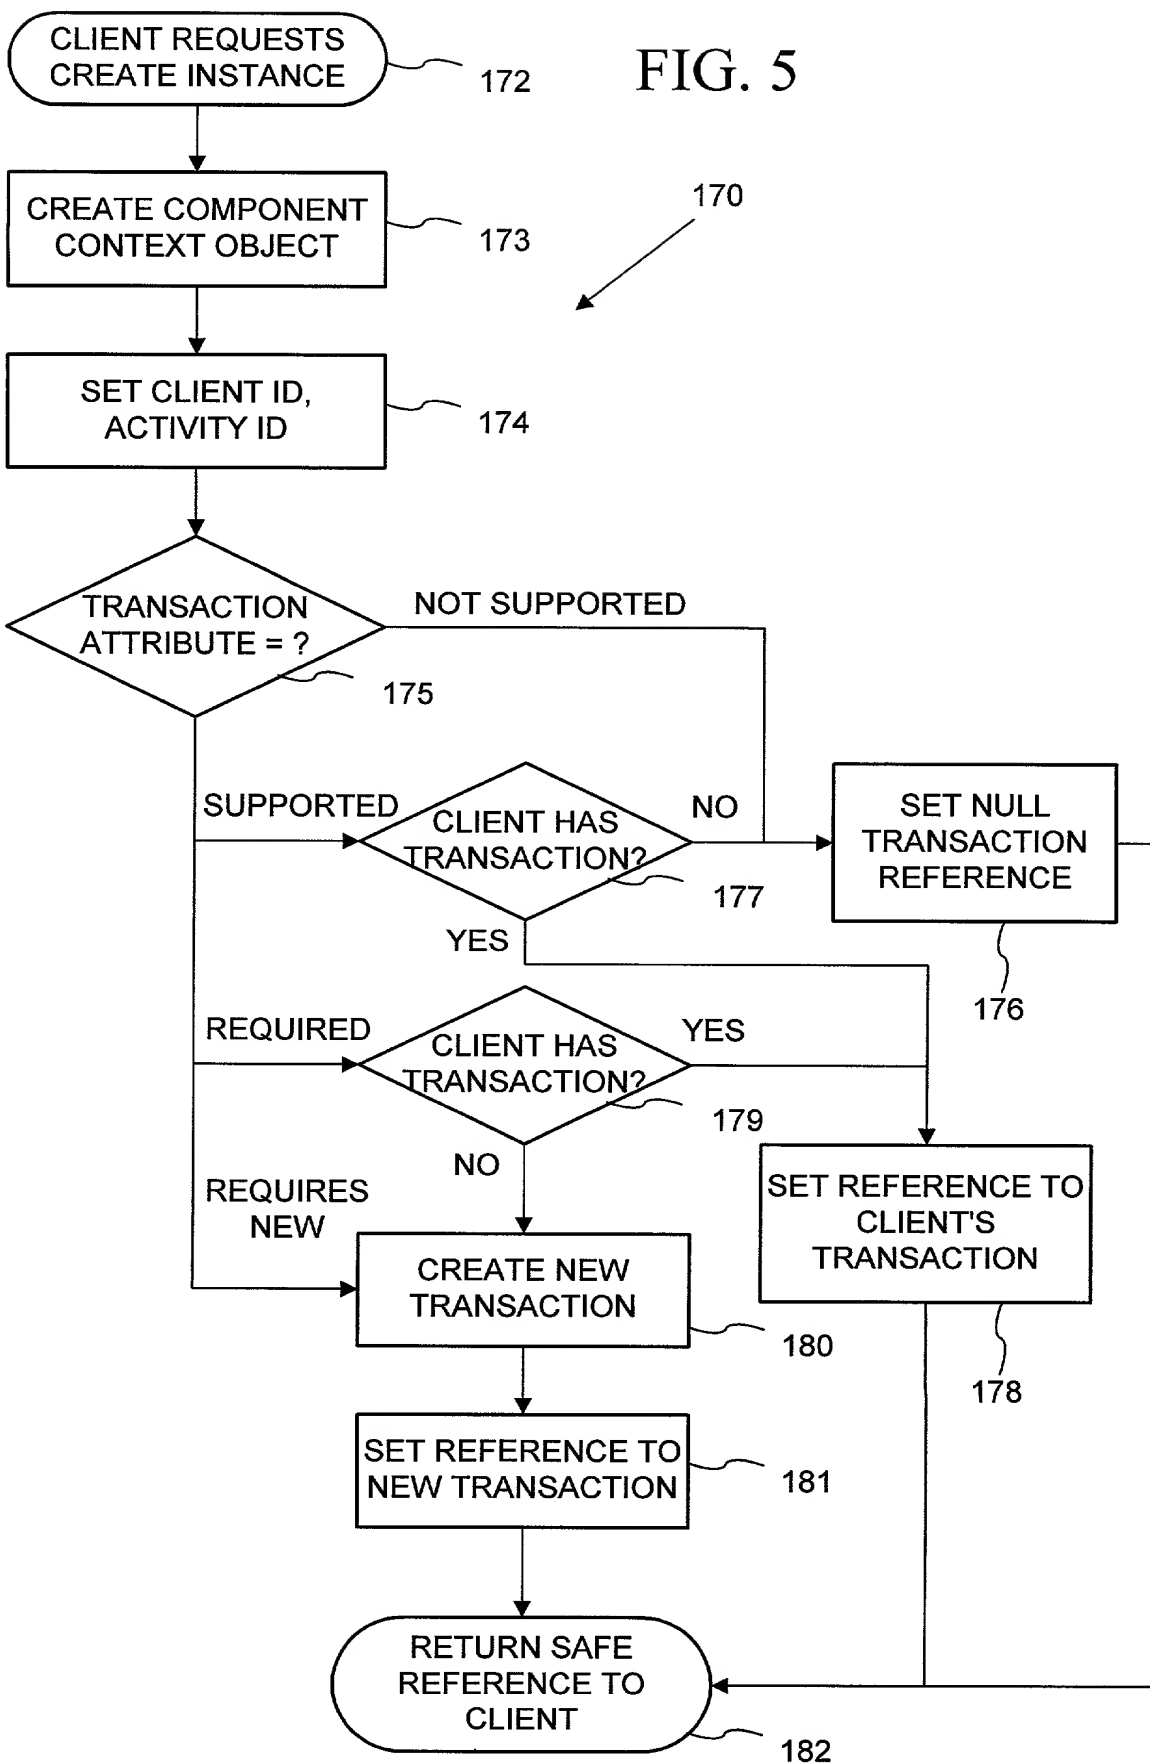 CLIENT REQUESTS
CREATE INSTANCE
172
FIG. 5
CREATE COMPONENT
CONTEXT OBJECT
173
170
SET CLIENT ID,
ACTIVITY ID
174
TRANSACTION
ATTRIBUTE = ?
175
NOT SUPPORTED
SUPPORTED
CLIENT HAS
TRANSACTION?
177
NO
YES
SET NULL
TRANSACTION
REFERENCE
176
REQUIRED
CLIENT HAS
TRANSACTION?
179
YES
NO
REQUIRES
NEW
SET REFERENCE TO
CLIENT'S
TRANSACTION
178
CREATE NEW
TRANSACTION
180
SET REFERENCE TO
NEW TRANSACTION
181
RETURN SAFE
REFERENCE TO
CLIENT
182